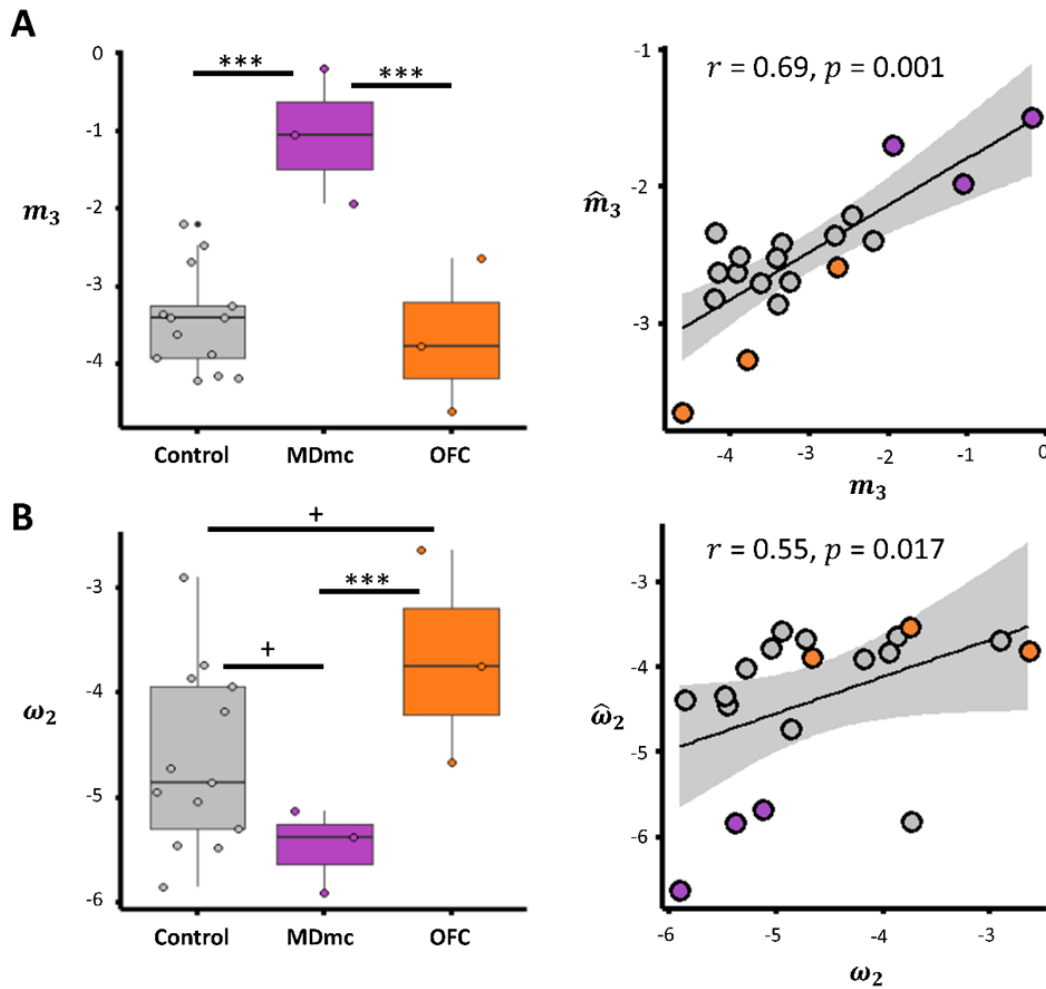 A
0
-1
-2
-3
-4
m₃
***
***
Control
MDmc
OFC
r = 0.69, p = 0.001
-1
-2
-3
m̂₃
-4
-3
-2
-1
0
m₃
B
-3
-4
-5
-6
ω₂
+
***
+
Control
MDmc
OFC
r = 0.55, p = 0.017
-3
-4
-5
-6
ω̂₂
-6
-5
-4
-3
ω₂